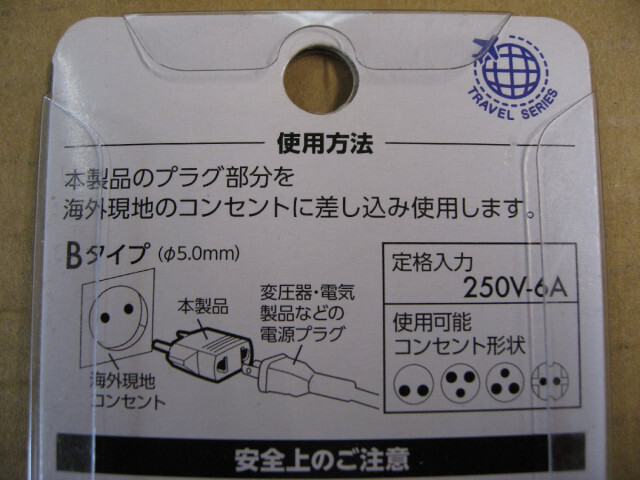 TRAVEL SERIES
使用方法
本製品のプラグ部分を
海外現地のコンセントに差し込み使用します。
Bタイプ (φ5.0mm)
本製品
変圧器・電気
製品などの
電源プラグ
海外現地
コンセント
定格入力
250V-6A
使用可能
コンセント形状
安全上のご注意